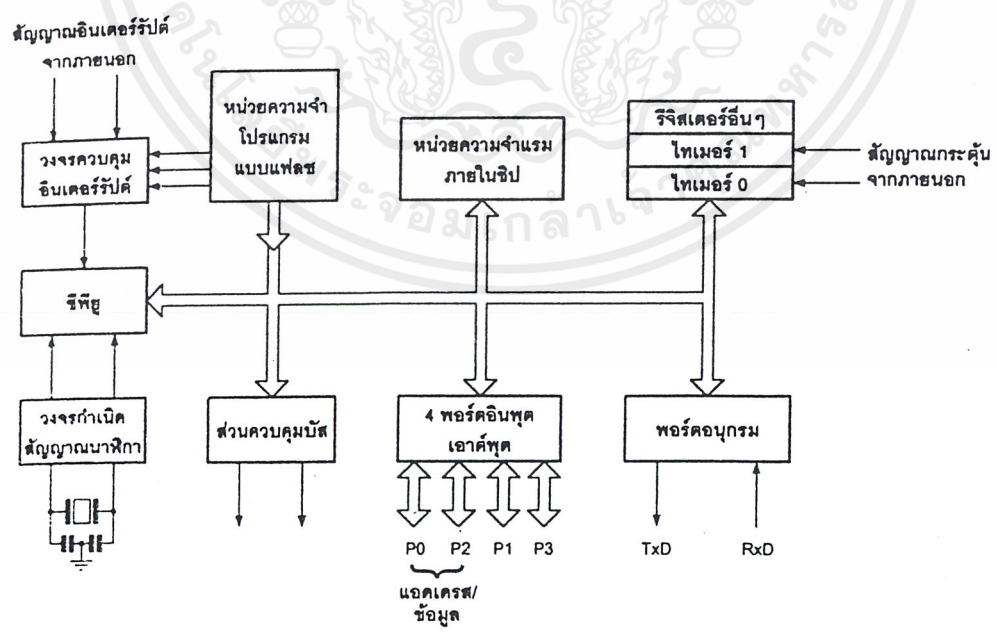 สัญญาณอินเตอร์รัปต์
จากภายนอก
วงจรควบคุม
อินเตอร์รัปต์
หน่วยความจำ
โปรแกรม
แบบแฟลช
หน่วยความจำแรม
ภายในชิป
รีจิสเตอร์อื่นๆ
ไทเมอร์ 1
ไทเมอร์ 0
สัญญาณกระตุ้น
จากภายนอก
ซีพียู
วงจรกำเนิด
สัญญาณนาฬิกา
ส่วนควบคุมบัส
4 พอร์ตอินพุต
เอาต์พุต
พอร์ตอนุกรม
P0 P2 P1 P3
TxD RxD
แอดเดรส/
ข้อมูล